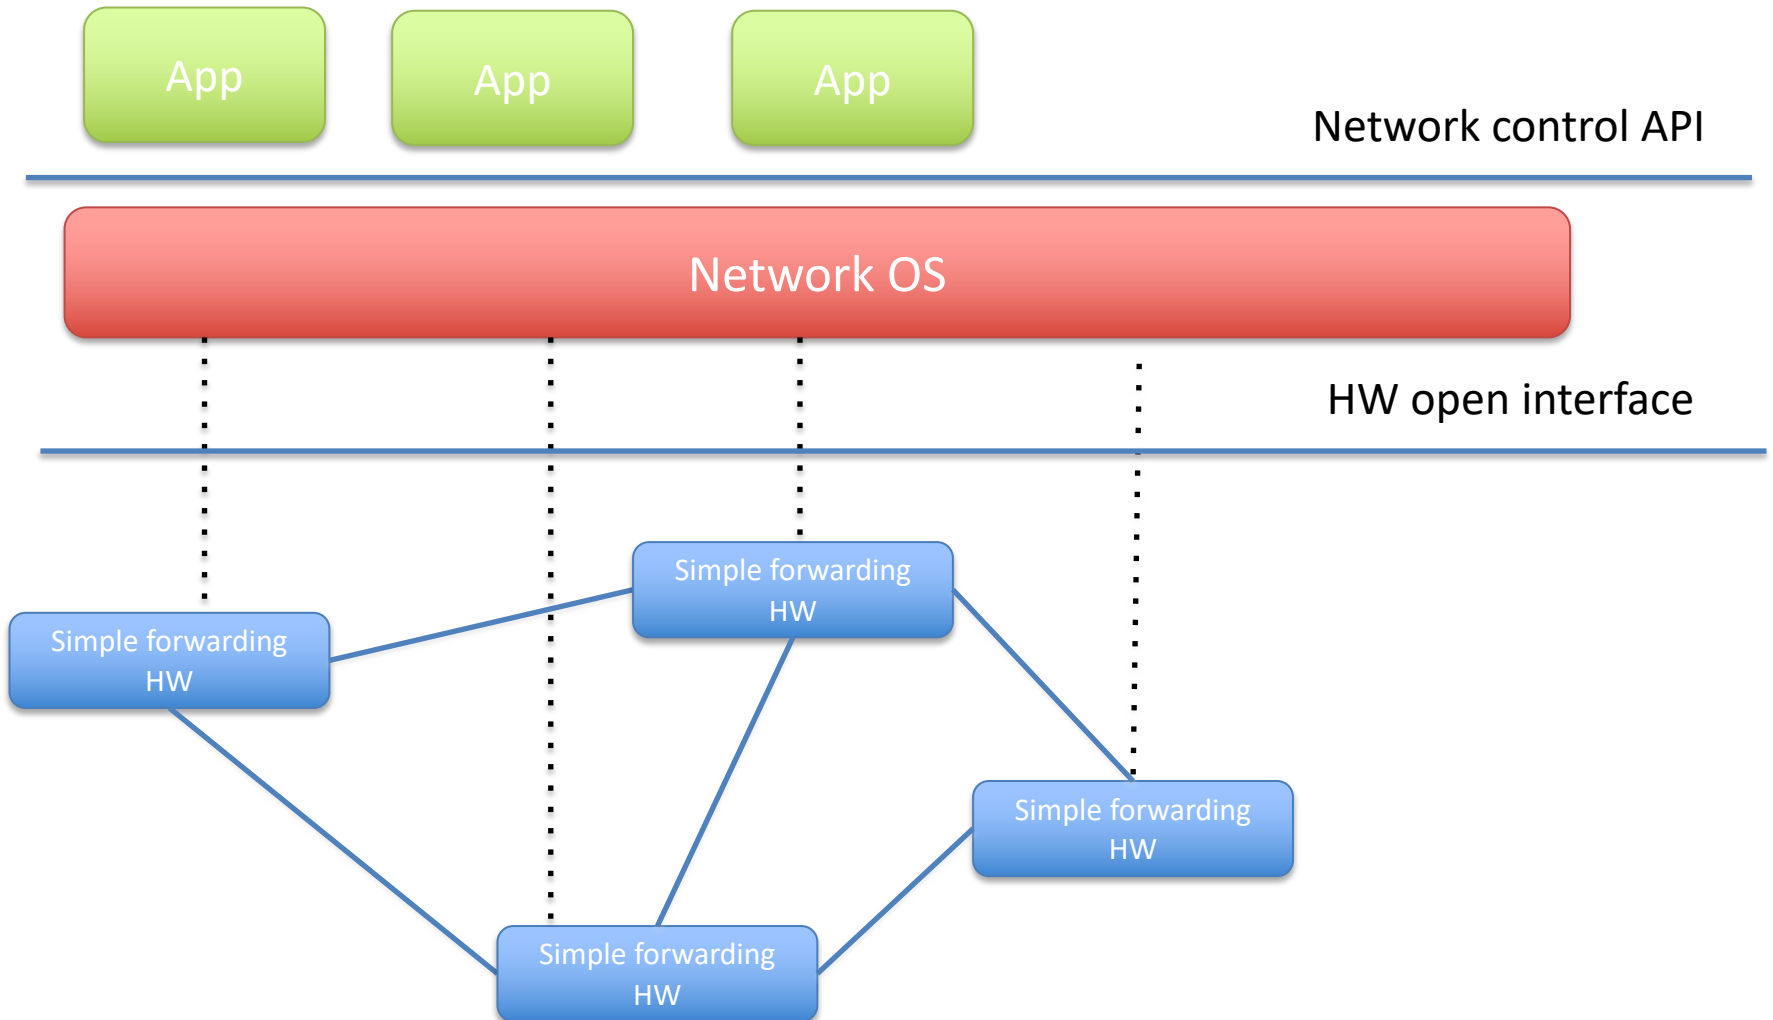 App
App
App
Network control API
Network OS
HW open interface
Simple forwarding
HW
Simple forwarding
HW
Simple forwarding
HW
Simple forwarding
HW